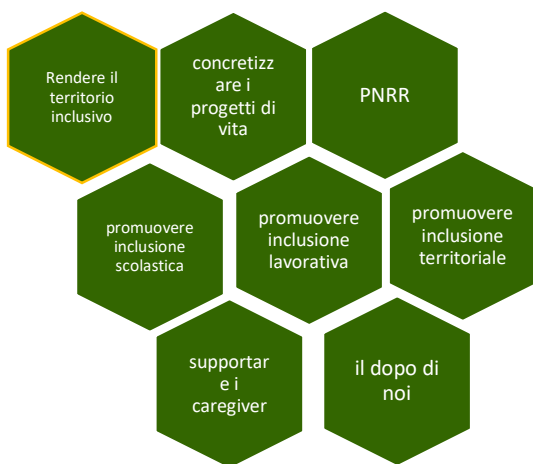 Rendere il
territorio
inclusivo
concretizz
are i
progetti di
vita
PNRR
promuovere
inclusione
scolastica
promuovere
inclusione
lavorativa
promuovere
inclusione
territoriale
supportar
e i
caregiver
il dopo di
noi